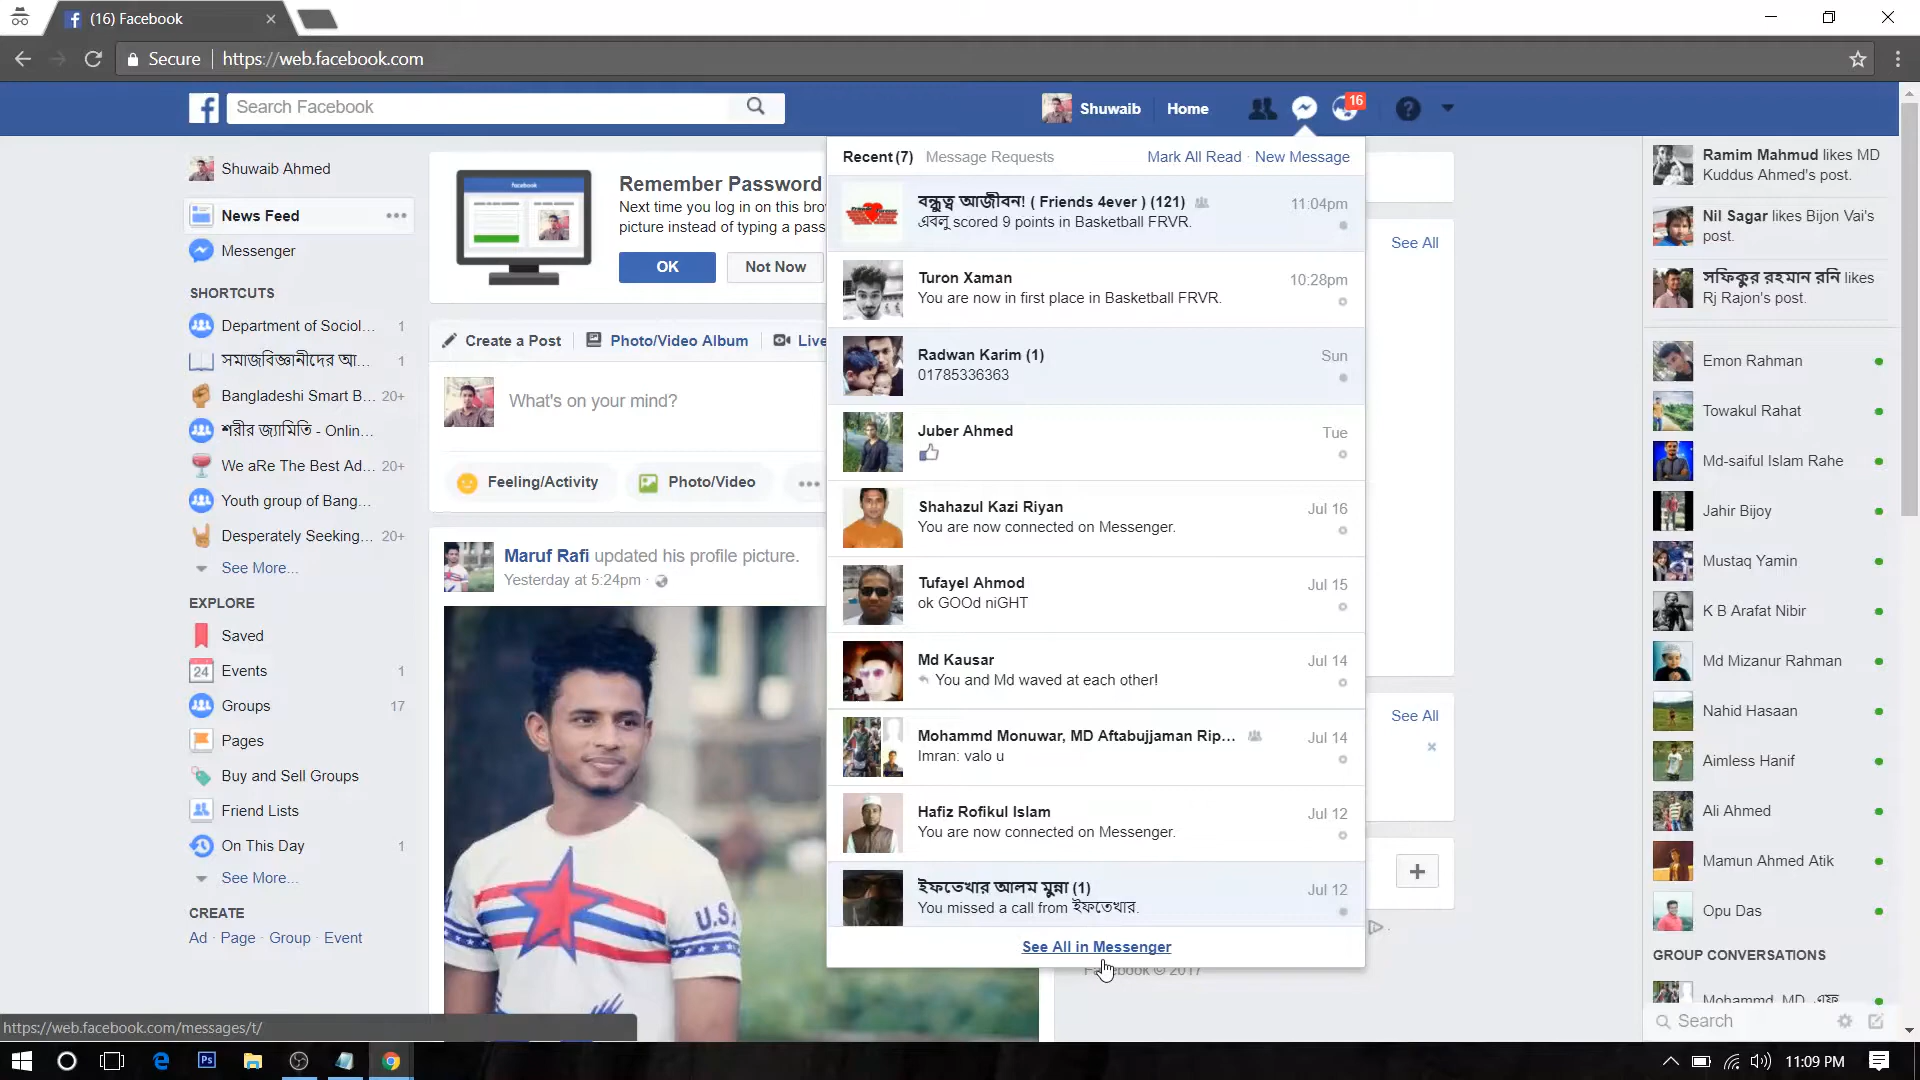 (16) Facebook
Secure
https://web.facebook.com
Search Facebook
Shuwaib
Home
16
Shuwaib Ahmed
News Feed
Messenger
SHORTCUTS
Department of Sociol... 1
সমাজবিজ্ঞানীদের আ... 1
Bangladeshi Smart B... 20+
শরীর জ্যামিতি - Onlin...
We aRe The Best Ad... 20+
Youth group of Bang...
Desperately Seeking... 20+
See More...
EXPLORE
Saved
24 Events 1
Groups 17
Pages
Buy and Sell Groups
Friend Lists
On This Day 1
See More...
CREATE
Ad · Page · Group · Event
facebook
Remember Password
Next time you log in on this bro
picture instead of typing a pass
OK
Not Now
Create a Post
Photo/Video Album
Live
What's on your mind?
Feeling/Activity
Photo/Video
Maruf Rafi updated his profile picture.
Yesterday at 5:24pm ·
U.S
Recent (7)
Message Requests
Mark All Read · New Message
বন্ধুত্ব আজীবন! ( Friends 4ever ) (121)
11:04pm
এবলু scored 9 points in Basketball FRVR.
Turon Xaman
10:28pm
You are now in first place in Basketball FRVR.
Radwan Karim (1)
Sun
01785336363
Juber Ahmed
Tue
Shahazul Kazi Riyan
Jul 16
You are now connected on Messenger.
Tufayel Ahmod
Jul 15
ok GOOd niGHT
Md Kausar
Jul 14
You and Md waved at each other!
Mohammd Monuwar, MD Aftabujjaman Rip...
Jul 14
Imran: valo u
Hafiz Rofikul Islam
Jul 12
You are now connected on Messenger.
ইফতেখার আলম মুন্না (1)
Jul 12
You missed a call from ইফতেখার.
See All in Messenger
Facebook © 2017
See All
See All
Ramim Mahmud likes MD
Kuddus Ahmed's post.
Nil Sagar likes Bijon Vai's
post.
সফিকুর রহমান রনি likes
Rj Rajon's post.
Emon Rahman
Towakul Rahat
Md-saiful Islam Rahe
Jahir Bijoy
Mustaq Yamin
K B Arafat Nibir
Md Mizanur Rahman
Nahid Hasaan
Aimless Hanif
Ali Ahmed
Mamun Ahmed Atik
Opu Das
GROUP CONVERSATIONS
Mohammd, MD, এফ
Search
https://web.facebook.com/messages/t/
Ps
11:09 PM